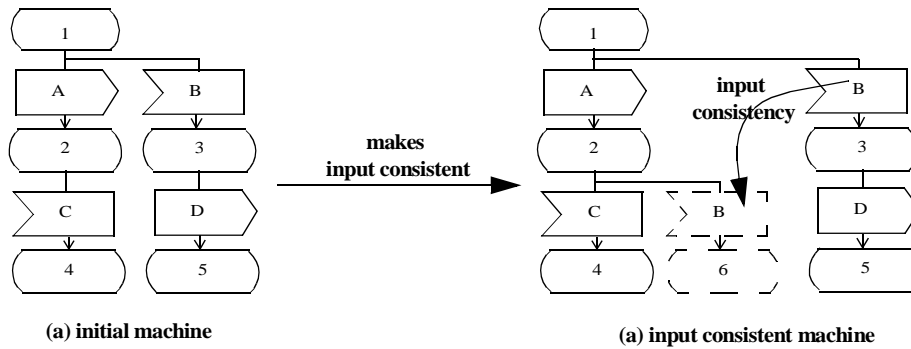 1
A
B
2
3
C
D
4
5
(a) initial machine
makes
input consistent
1
A
input
consistency
B
2
3
C
B
D
4
6
5
(a) input consistent machine